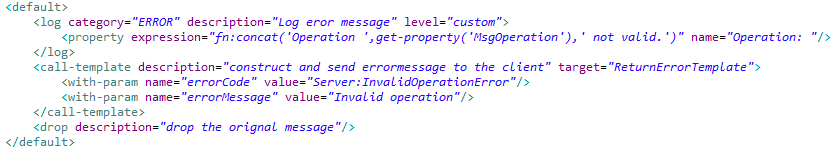 <default>
<log category="ERROR" description="Log eror message" level="custom">
<property expression="fn:concat('Operation ',get-property('MsgOperation'),' not valid.')" name="Operation: "/>
</log>
<call-template description="construct and send errormessage to the client" target="ReturnErrorTemplate">
<with-param name="errorCode" value="Server:InvalidOperationError"/>
<with-param name="errorMessage" value="Invalid operation"/>
</call-template>
<drop description="drop the orignal message"/>
</default>